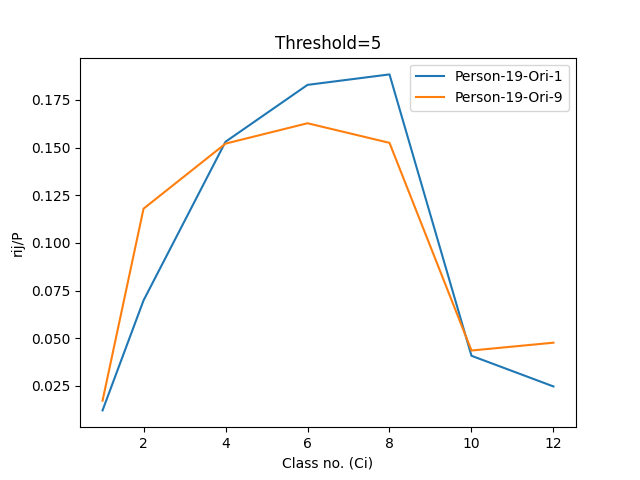 Threshold=5
Person-19-Ori-1
Person-19-Ori-9
rij/P
0.175
0.150
0.125
0.100
0.075
0.050
0.025
2 4 6 8 10 12
Class no. (Ci)